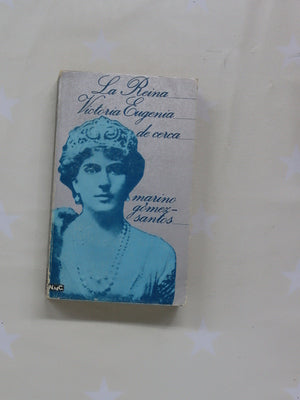 La Reina
Victoria Eugenia
de cerca
marino
gómez-
santos
N.y C.